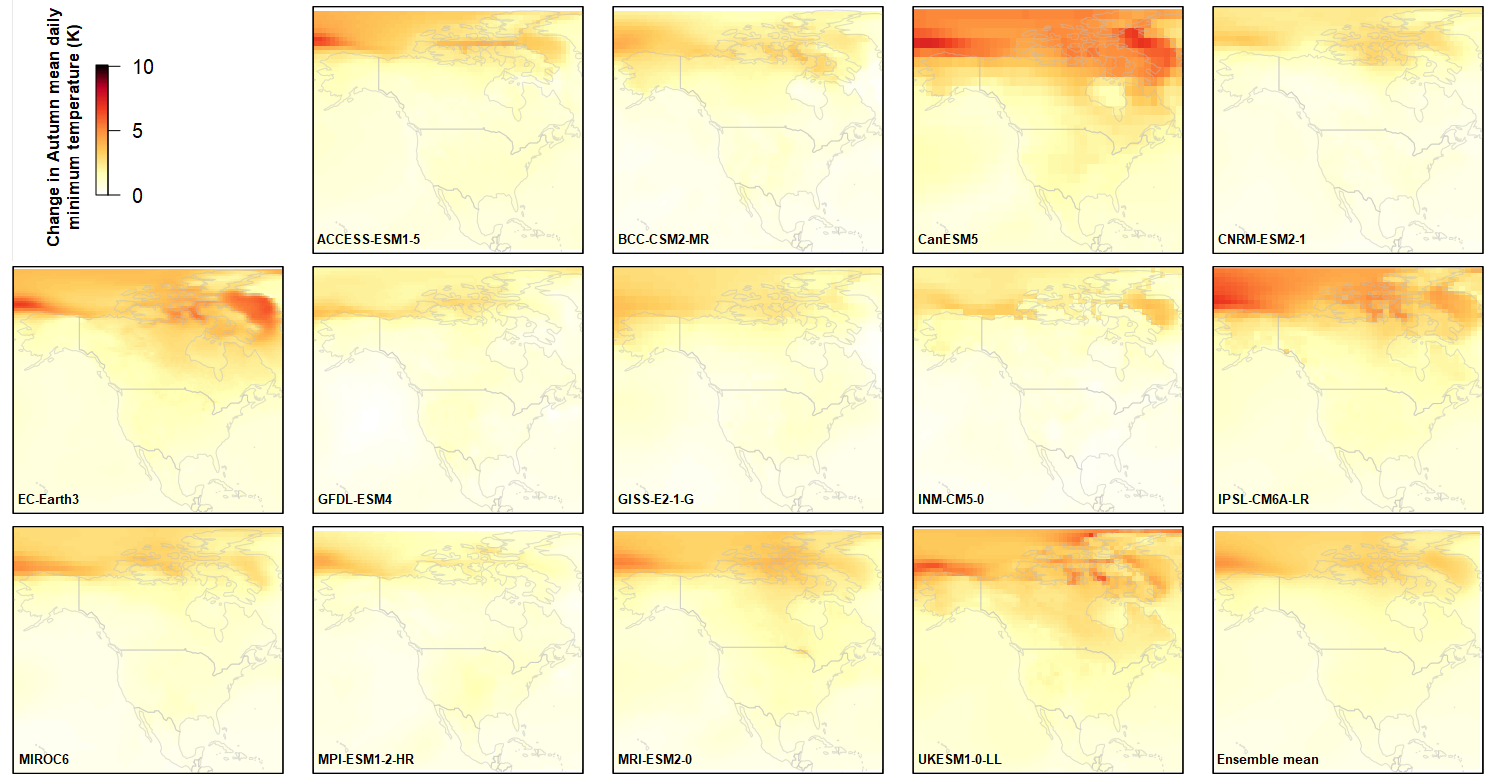 Change in Autumn mean daily
minimum temperature (K)
10
5
0
ACCESS-ESM1-5
BCC-CSM2-MR
CanESM5
CNRM-ESM2-1
EC-Earth3
GFDL-ESM4
GISS-E2-1-G
INM-CM5-0
IPSL-CM6A-LR
MIROC6
MPI-ESM1-2-HR
MRI-ESM2-0
UKESM1-0-LL
Ensemble mean